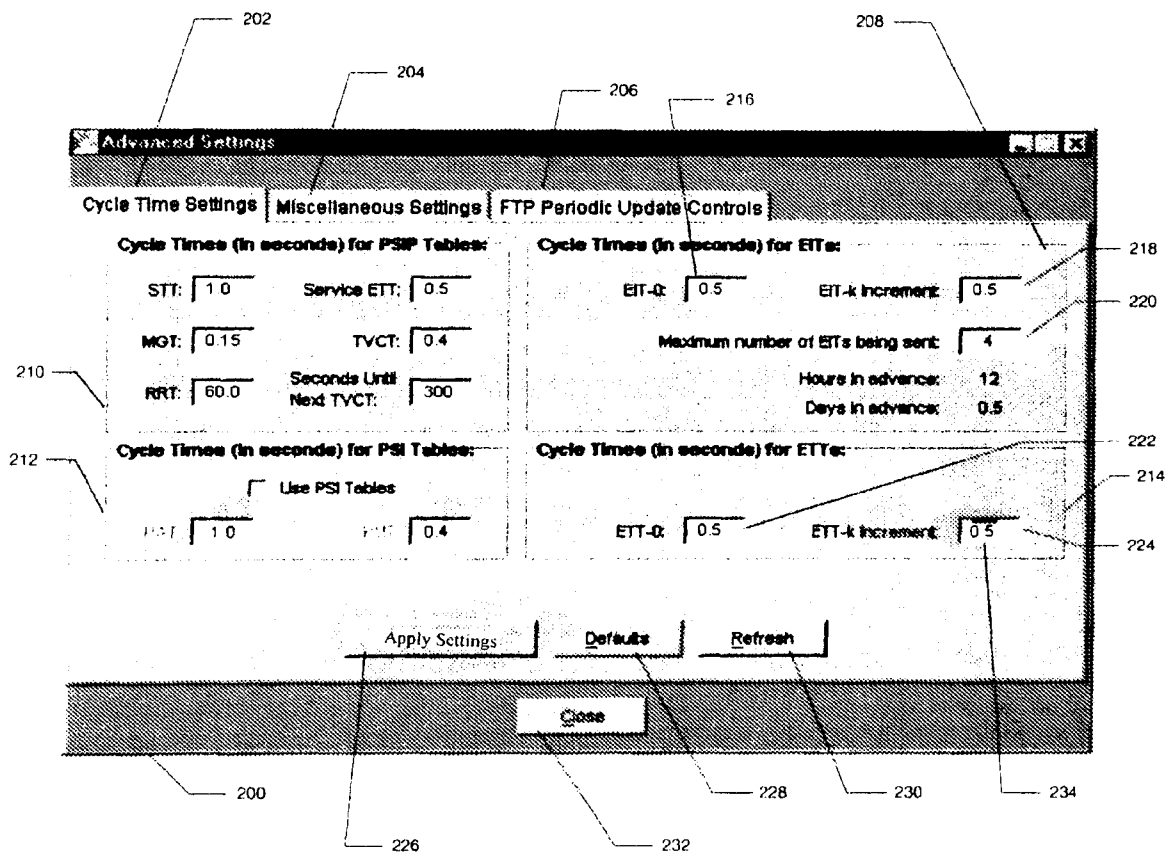 202
208
204
206
216
Advanced Settings
Cycle Time Settings
Miscellaneous Settings
FTP Periodic Update Controls
Cycle Times (in seconds) for PSIP Tables:
STT: 1.0
Service ETT: 0.5
MGT: 0.15
TVCT: 0.4
RRT: 60.0
Seconds Until
Next TVCT: 300
Cycle Times (in seconds) for EITs:
EIT-0: 0.5
EIT-k Increment: 0.5
Maximum number of EITs being sent: 4
Hours in advance: 12
Days in advance: 0.5
218
220
210
Cycle Times (in seconds) for PSI Tables:
Use PSI Tables
1.0
0.4
Cycle Times (in seconds) for ETTs:
ETT-0: 0.5
ETT-k Increment: 0.5
222
212
214
224
Apply Settings
Defaults
Refresh
Close
200
228
230
234
226
232